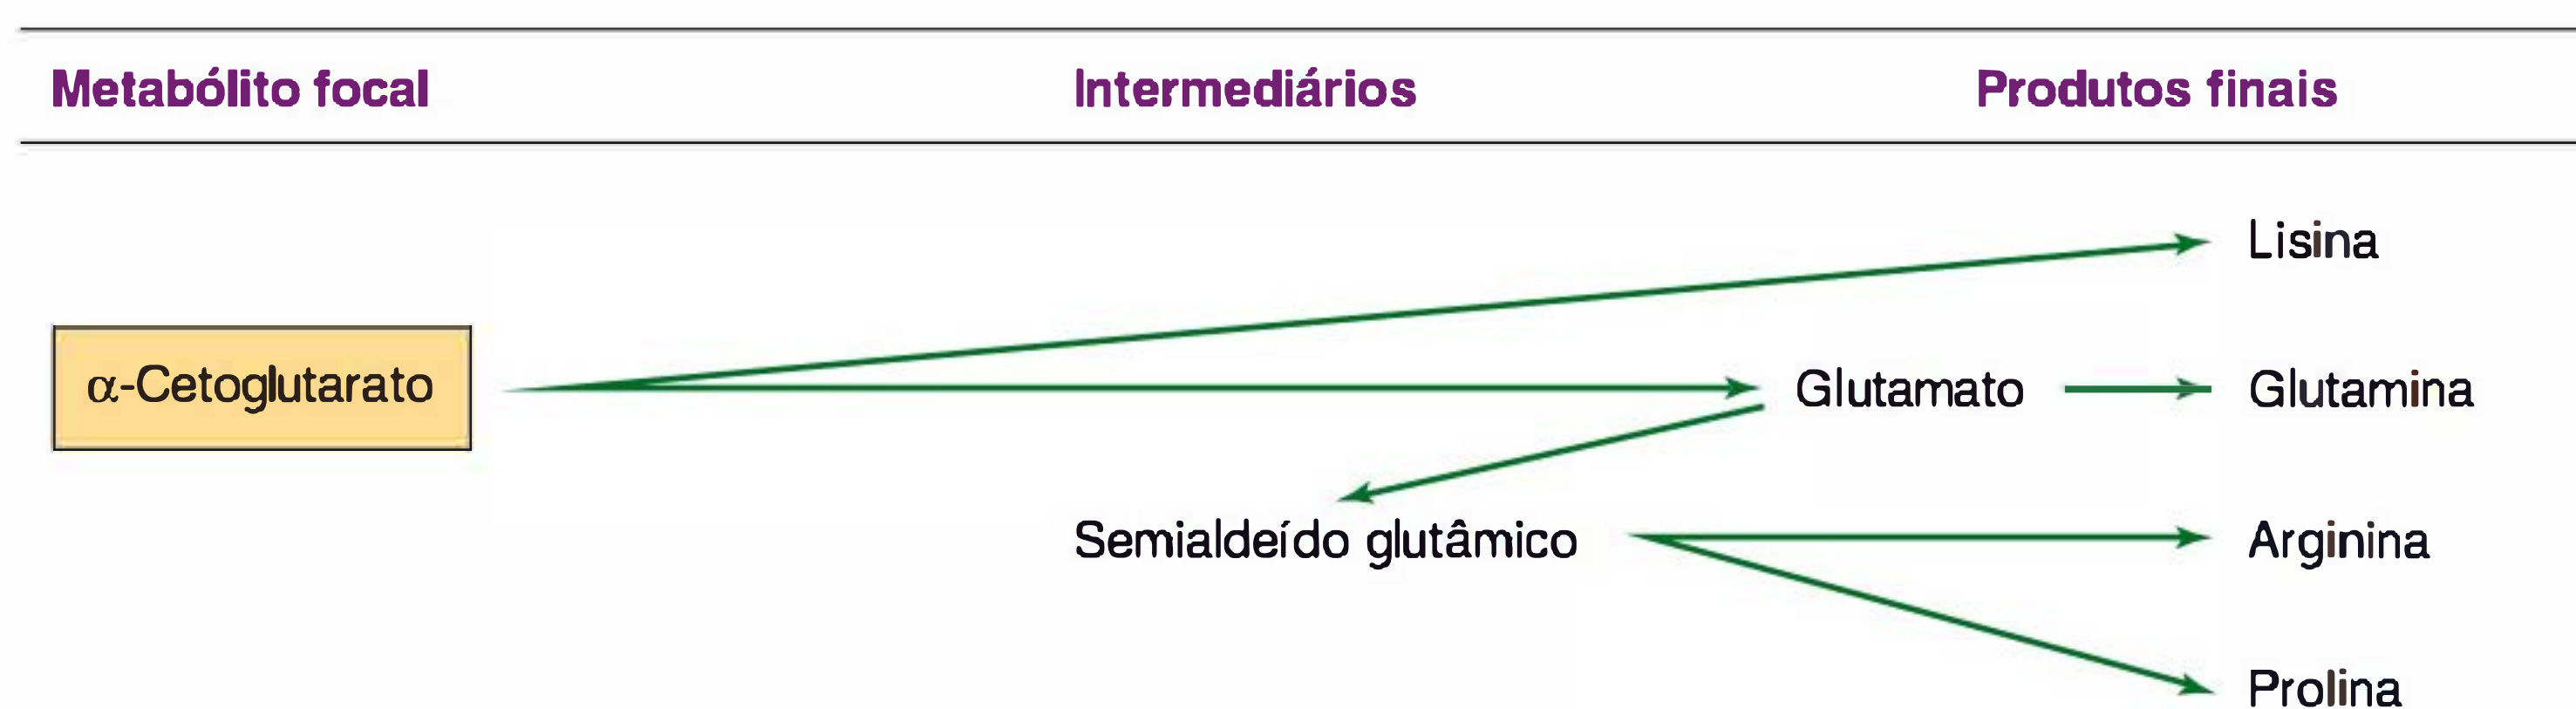 Metabólito focal Intermediários Produtos finais
Lisina
α-Cetoglutarato Glutamato Glutamina
Semialdeído glutâmico Arginina
Prolina